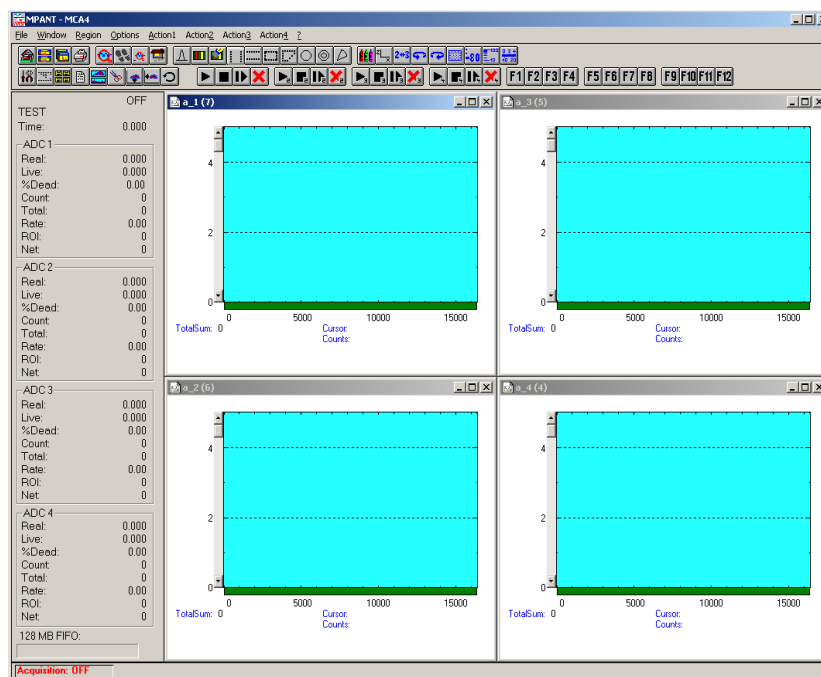 MPANT - MCA4
File Window Region Options Action1 Action2 Action3 Action4 ?
F1 F2 F3 F4 F5 F6 F7 F8 F9 F10 F11 F12
OFF
TEST
Time: 0.000
ADC 1
Real: 0.000
Live: 0.000
%Dead: 0.00
Count: 0
Total: 0
Rate: 0.00
ROI: 0
Net: 0
ADC 2
Real: 0.000
Live: 0.000
%Dead: 0.00
Count: 0
Total: 0
Rate: 0.00
ROI: 0
Net: 0
ADC 3
Real: 0.000
Live: 0.000
%Dead: 0.00
Count: 0
Total: 0
Rate: 0.00
ROI: 0
Net: 0
ADC 4
Real: 0.000
Live: 0.000
%Dead: 0.00
Count: 0
Total: 0
Rate: 0.00
ROI: 0
Net: 0
128 MB FIFO:
a_1 (7)
4
2
0
0 5000 10000 15000
TotalSum: 0 Cursor:
Counts:
a_3 (5)
4
2
0
0 5000 10000 15000
TotalSum: 0 Cursor:
Counts:
a_2 (6)
4
2
0
0 5000 10000 15000
TotalSum: 0 Cursor:
Counts:
a_4 (4)
4
2
0
0 5000 10000 15000
TotalSum: 0 Cursor:
Counts:
Acquisition: OFF